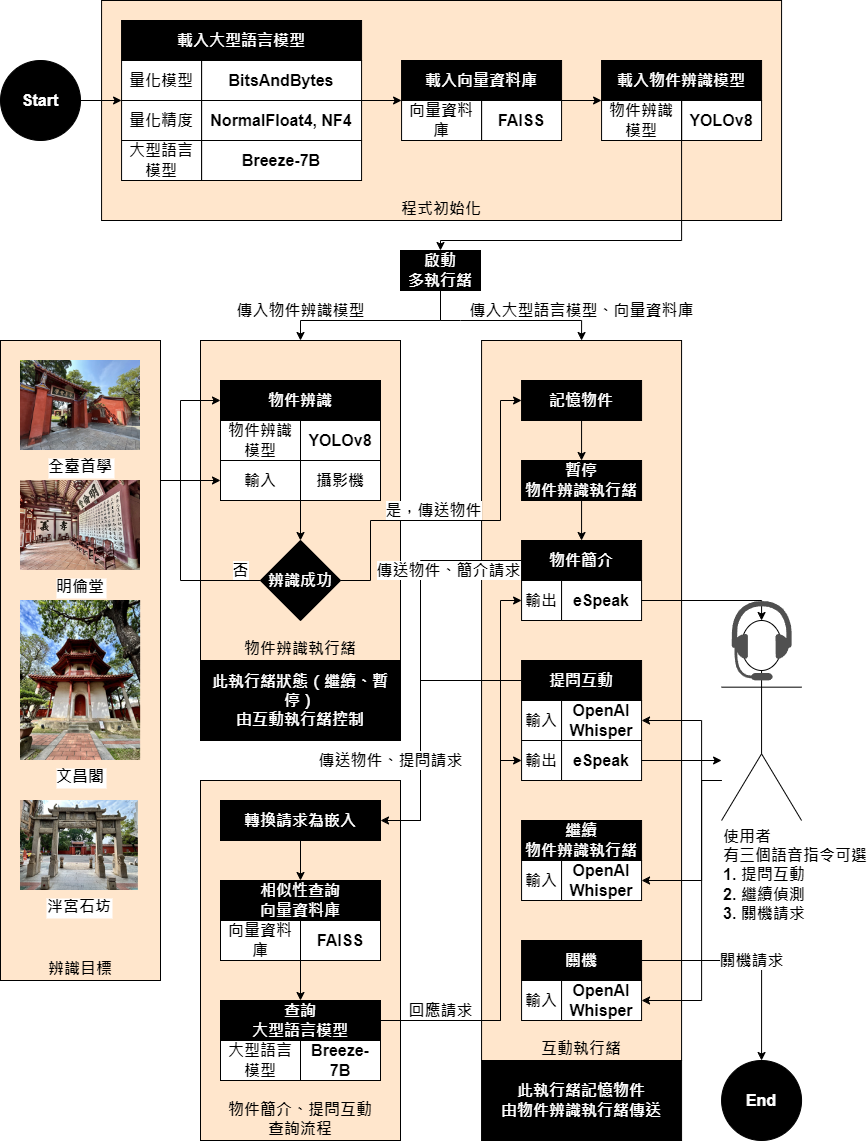 Start
載入大型語言模型
量化模型
BitsAndBytes
量化精度
NormalFloat4, NF4
大型語言
模型
Breeze-7B
載入向量資料庫
向量資料
庫
FAISS
載入物件辨識模型
物件辨識
模型
YOLOv8
程式初始化
啟動
多執行緒
傳入物件辨識模型
傳入大型語言模型、向量資料庫
全臺首學
明倫堂
文昌閣
泮宮石坊
辨識目標
物件辨識
物件辨識
模型
YOLOv8
輸入
攝影機
辨識成功
否
是，傳送物件
物件辨識執行緒
此執行緒狀態（繼續、暫
停）
由互動執行緒控制
記憶物件
暫停
物件辨識執行緒
傳送物件、簡介請求
物件簡介
輸出
eSpeak
提問互動
輸入
OpenAI
Whisper
輸出
eSpeak
傳送物件、提問請求
轉換請求為嵌入
相似性查詢
向量資料庫
向量資料
庫
FAISS
查詢
大型語言模型
大型語言
模型
Breeze-
7B
回應請求
物件簡介、提問互動
查詢流程
繼續
物件辨識執行緒
輸入
OpenAI
Whisper
關機
輸入
OpenAI
Whisper
互動執行緒
此執行緒記憶物件
由物件辨識執行緒傳送
使用者
有三個語音指令可選
1. 提問互動
2. 繼續偵測
3. 關機請求
關機請求
End